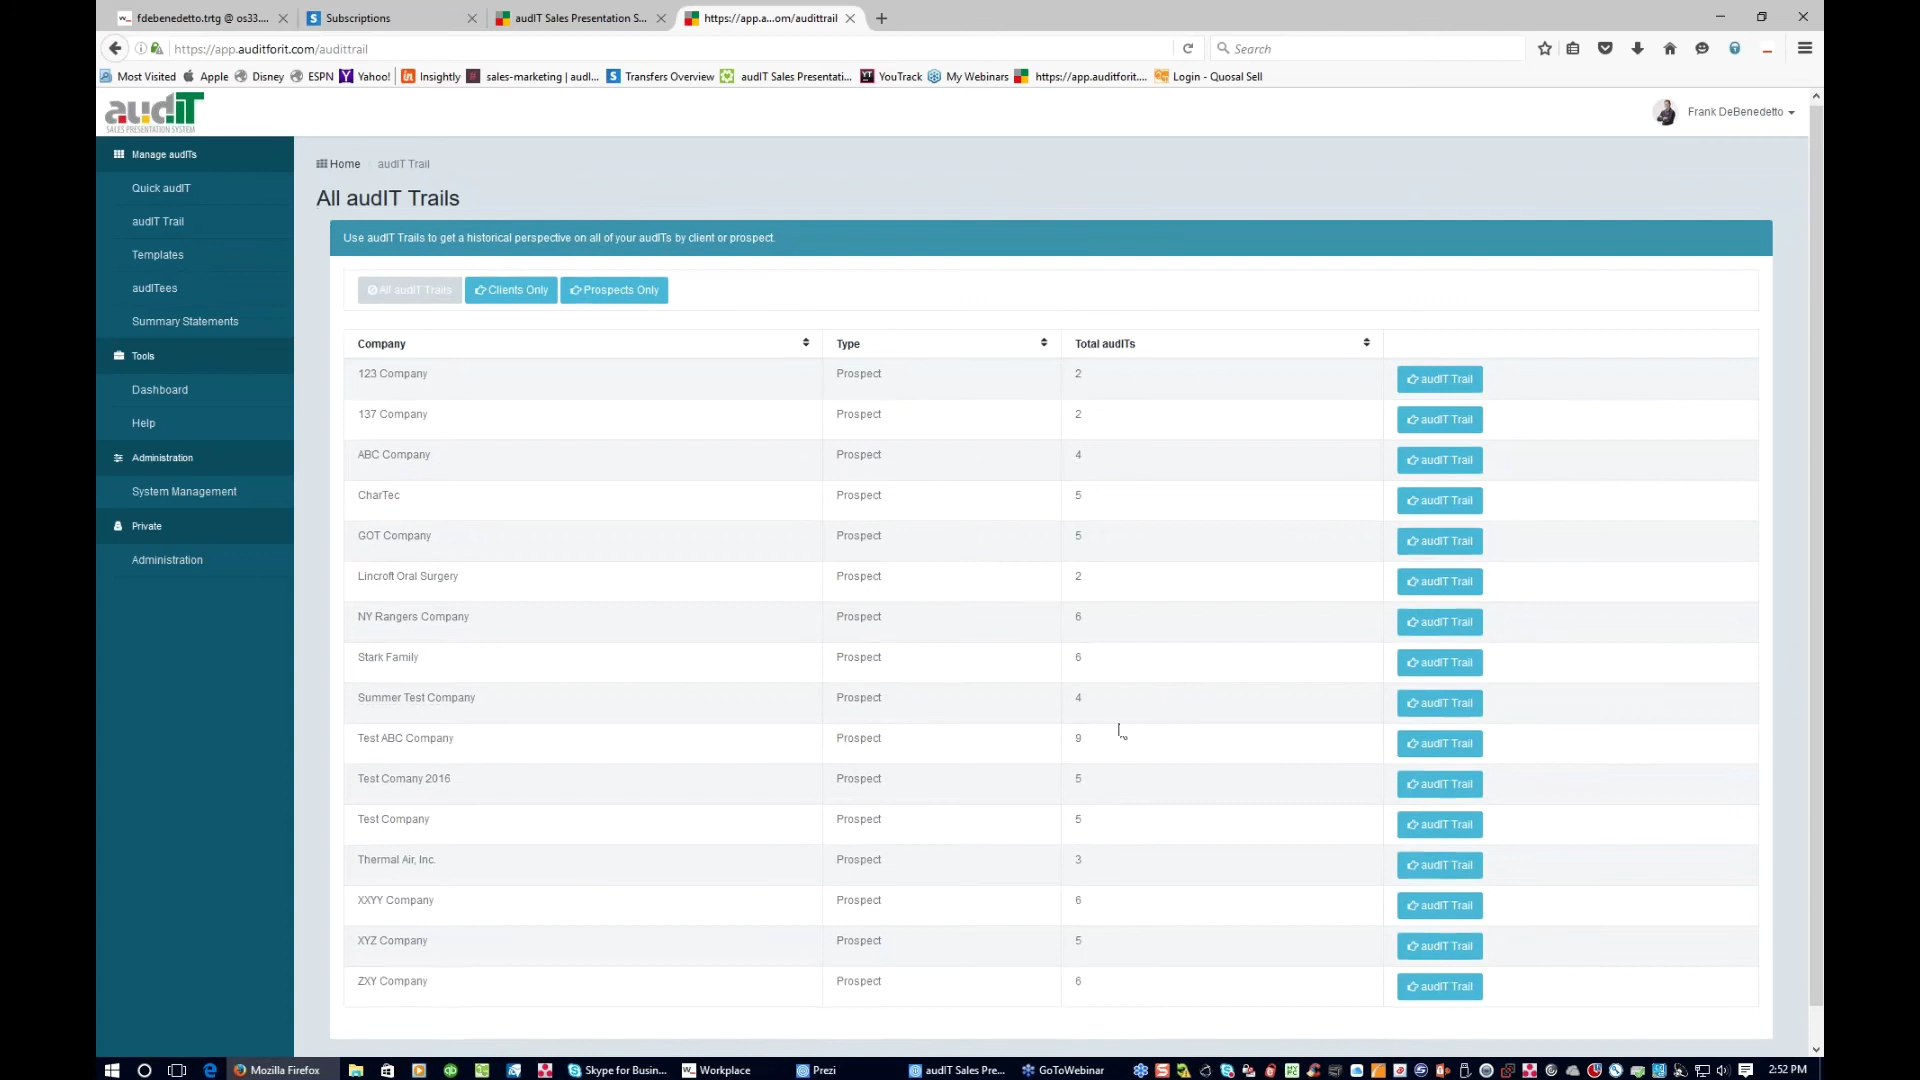 fdebenedetto.trtg @ os33....
Subscriptions
audIT Sales Presentation S...
https://app.a...om/audittrail
https://app.auditforit.com/audittrail
Search
Most Visited
Apple
Disney
ESPN
Yahoo!
Insightly
sales-marketing | audI...
Transfers Overview
audIT Sales Presentati...
YouTrack
My Webinars
https://app.auditforit....
Login - Quosal Sell
audIT
SALES PRESENTATION SYSTEM
Frank DeBenedetto
Manage audITs
Quick audIT
audIT Trail
Templates
audITees
Summary Statements
Tools
Dashboard
Help
Administration
System Management
Private
Administration
Home
audIT Trail
All audIT Trails
Use audIT Trails to get a historical perspective on all of your audITs by client or prospect.
All audIT Trails
Clients Only
Prospects Only
Company Type Total audITs
123 Company Prospect 2 audIT Trail
137 Company Prospect 2 audIT Trail
ABC Company Prospect 4 audIT Trail
CharTec Prospect 5 audIT Trail
GOT Company Prospect 5 audIT Trail
Lincroft Oral Surgery Prospect 2 audIT Trail
NY Rangers Company Prospect 6 audIT Trail
Stark Family Prospect 6 audIT Trail
Summer Test Company Prospect 4 audIT Trail
Test ABC Company Prospect 9 audIT Trail
Test Comany 2016 Prospect 5 audIT Trail
Test Company Prospect 5 audIT Trail
Thermal Air, Inc. Prospect 3 audIT Trail
XXYY Company Prospect 6 audIT Trail
XYZ Company Prospect 5 audIT Trail
ZXY Company Prospect 6 audIT Trail
Mozilla Firefox
Skype for Busin...
Workplace
Prezi
audIT Sales Pre...
GoToWebinar
2:52 PM